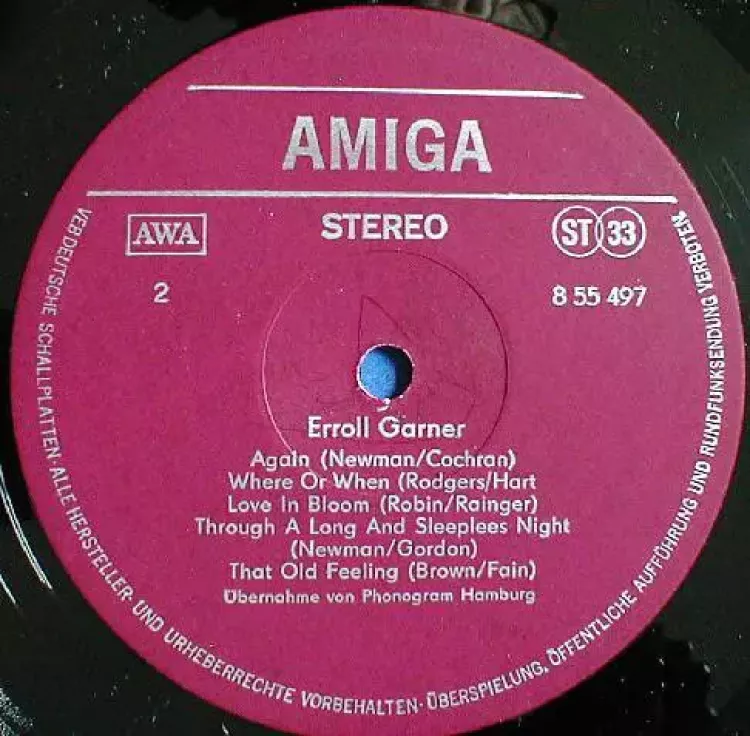 AMIGA
AWA
STEREO
ST 33
2
8 55 497
Erroll Garner
Again (Newman/Cochran)
Where Or When (Rodgers/Hart
Love In Bloom (Robin/Rainger)
Through A Long And Sleeplees Night
(Newman/Gordon)
That Old Feeling (Brown/Fain)
Übernahme von Phonogram Hamburg
VEB DEUTSCHE SCHALLPLATTEN · ALLE HERSTELLER- UND URHEBERRECHTE VORBEHALTEN · ÜBERSPIELUNG, ÖFFENTLICHE AUFFÜHRUNG UND RUNDFUNKSENDUNG VERBOTEN